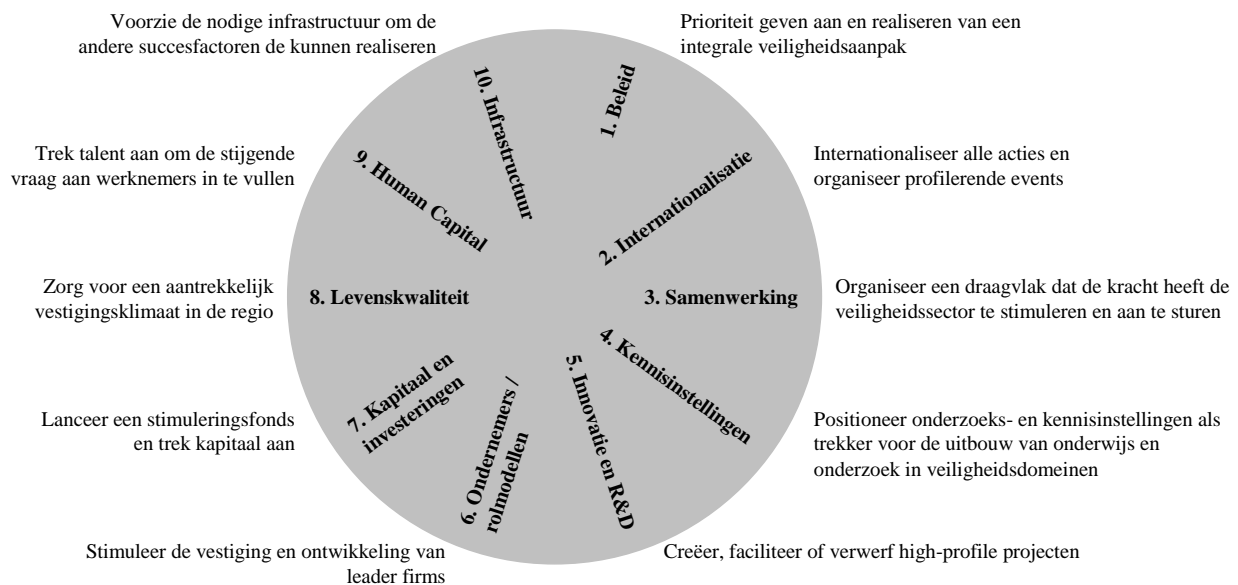 Voorzie de nodige infrastructuur om de
andere succesfactoren de kunnen realiseren
Prioriteit geven aan en realiseren van een
integrale veiligheidsaanpak
10. Infrastructuur
1. Beleid
Trek talent aan om de stijgende
vraag aan werknemers in te vullen
9. Human Capital
2. Internationalisatie
Internationaliseer alle acties en
organiseer profilerende events
Zorg voor een aantrekkelijk
vestigingsklimaat in de regio
8. Levenskwaliteit
3. Samenwerking
Organiseer een draagvlak dat de kracht heeft de
veiligheidssector te stimuleren en aan te sturen
Lanceer een stimuleringsfonds
en trek kapitaal aan
7. Kapitaal en
investeringen
6. Ondernemers /
rolmodellen
5. Innovatie en R&D
4. Kennisinstellingen
Positioneer onderzoeks- en kennisinstellingen als
trekker voor de uitbouw van onderwijs en
onderzoek in veiligheidsdomeinen
Stimuleer de vestiging en ontwikkeling van
leader firms
Creëer, faciliteer of verwerf high-profile projecten